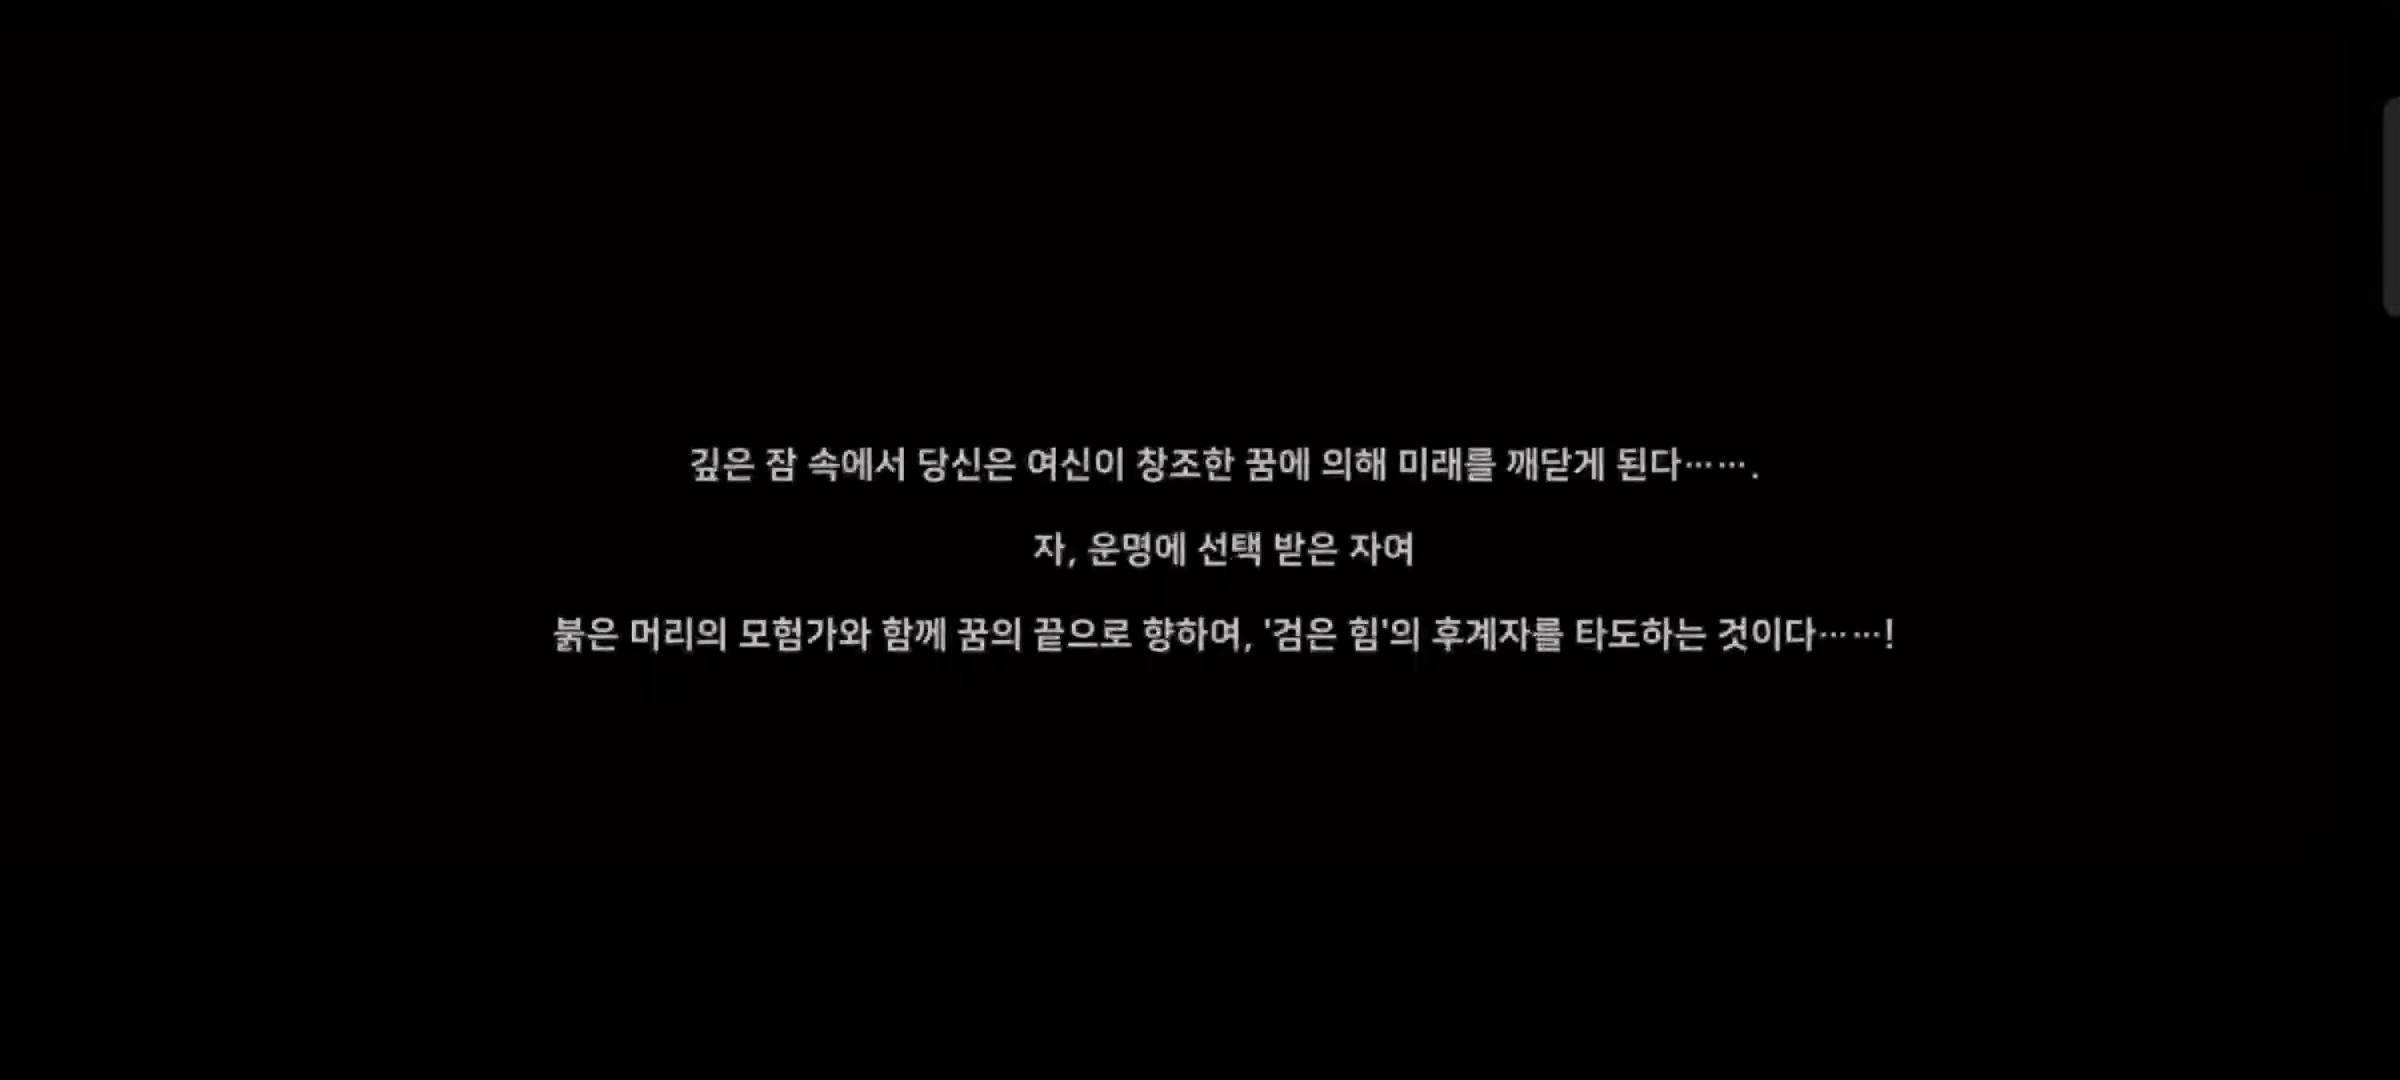 깊은 잠 속에서 당신은 여신이 창조한 꿈에 의해 미래를 깨닫게 된다…….
자, 운명에 선택 받은 자여
붉은 머리의 모험가와 함께 꿈의 끝으로 향하여, '검은 힘'의 후계자를 타도하는 것이다……!